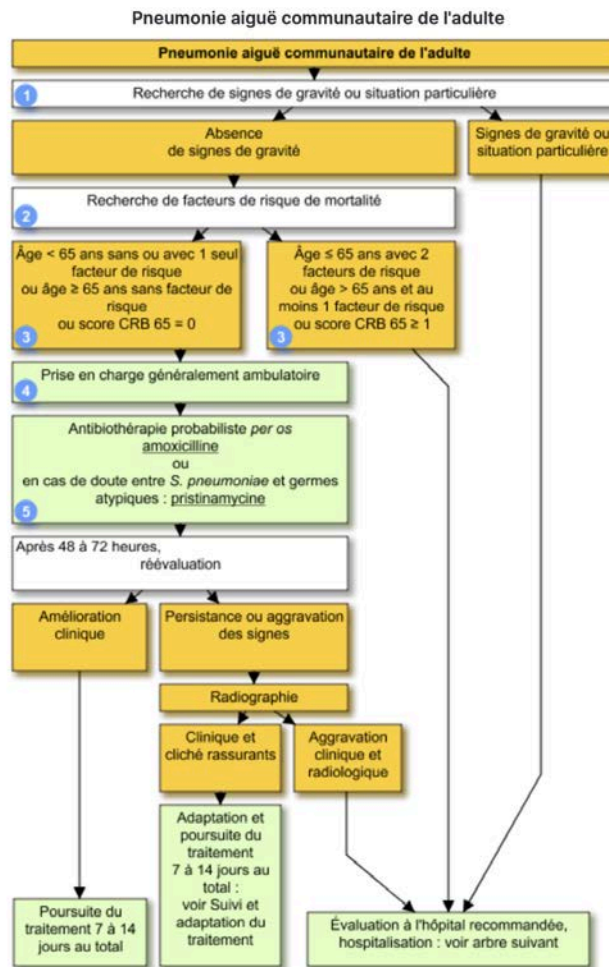 Pneumonie aiguë communautaire de l'adulte
Pneumonie aiguë communautaire de l'adulte
1
Recherche de signes de gravité ou situation particulière
Absence
de signes de gravité
Signes de gravité ou
situation particulière
2
Recherche de facteurs de risque de mortalité
Âge < 65 ans sans ou avec 1 seul
facteur de risque
ou âge ≥ 65 ans sans facteur de
risque
ou score CRB 65 = 0
3
Âge ≤ 65 ans avec 2
facteurs de risque
ou âge > 65 ans et au
moins 1 facteur de risque
ou score CRB 65 ≥ 1
3
Prise en charge généralement ambulatoire
4
Antibiothérapie probabiliste per os
amoxicilline
ou
en cas de doute entre S. pneumoniae et germes
atypiques : pristinamycine
5
Après 48 à 72 heures,
réévaluation
Amélioration
clinique
Persistance ou aggravation
des signes
Radiographie
Clinique et
cliché rassurants
Aggravation
clinique et
radiologique
Adaptation et
poursuite du
traitement
7 à 14 jours au
total :
voir Suivi et
adaptation du
traitement
Poursuite du
traitement 7 à 14
jours au total
Évaluation à l'hôpital recommandée,
hospitalisation : voir arbre suivant